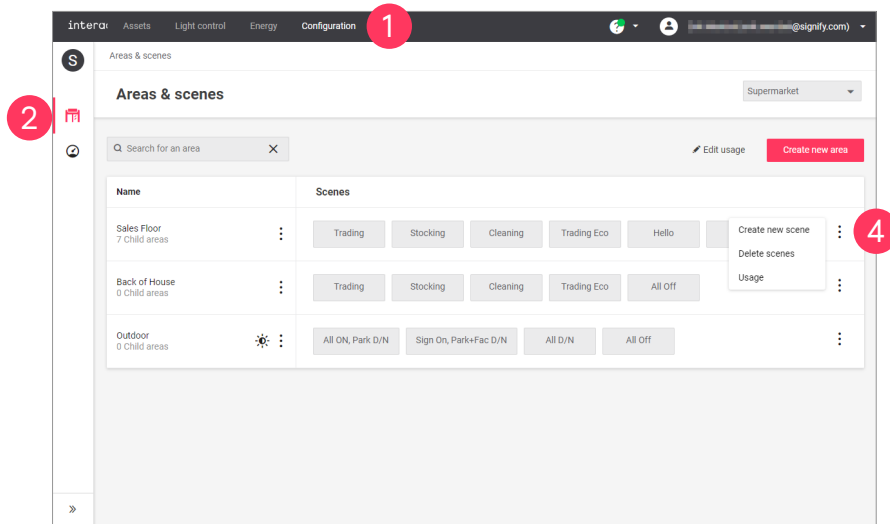 interac Assets Light control Energy Configuration 1 ? @signify.com)
S Areas & scenes
Areas & scenes Supermarket
2
Search for an area Edit usage Create new area
Name Scenes
Sales Floor
7 Child areas
Trading Stocking Cleaning Trading Eco Hello
Create new scene
Delete scenes
Usage
4
Back of House
0 Child areas
Trading Stocking Cleaning Trading Eco All Off
Outdoor
0 Child areas
All ON, Park D/N Sign On, Park+Fac D/N All D/N All Off